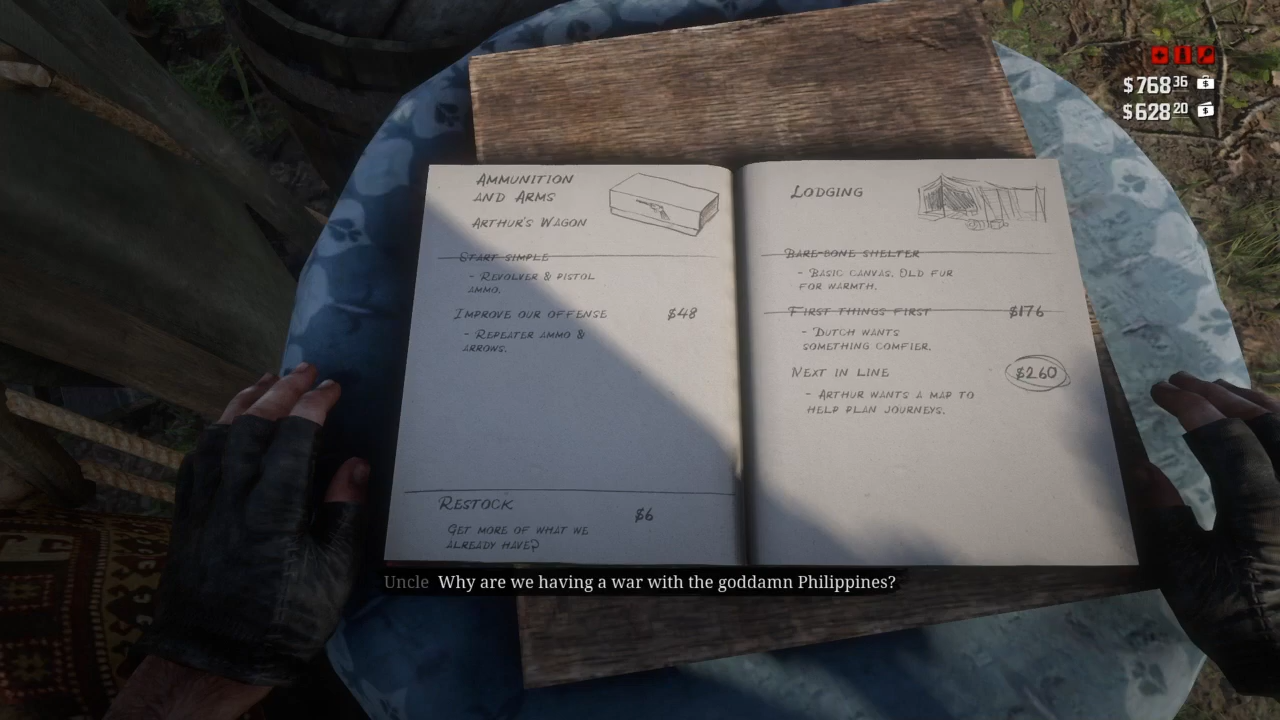 $768 36
$628 20
AMMUNITION
AND ARMS
ARTHUR'S WAGON
START SIMPLE
- REVOLVER & PISTOL
AMMO.
IMPROVE OUR OFFENSE $48
- REPEATER AMMO &
ARROWS.
RESTOCK
$6
GET MORE OF WHAT WE
ALREADY HAVE?
LODGING
BARE-BONE SHELTER
- BASIC CANVAS. OLD FUR
FOR WARMTH.
FIRST THINGS FIRST $176
- DUTCH WANTS
SOMETHING COMFIER.
NEXT IN LINE $260
- ARTHUR WANTS A MAP TO
HELP PLAN JOURNEYS.
Uncle Why are we having a war with the goddamn Philippines?